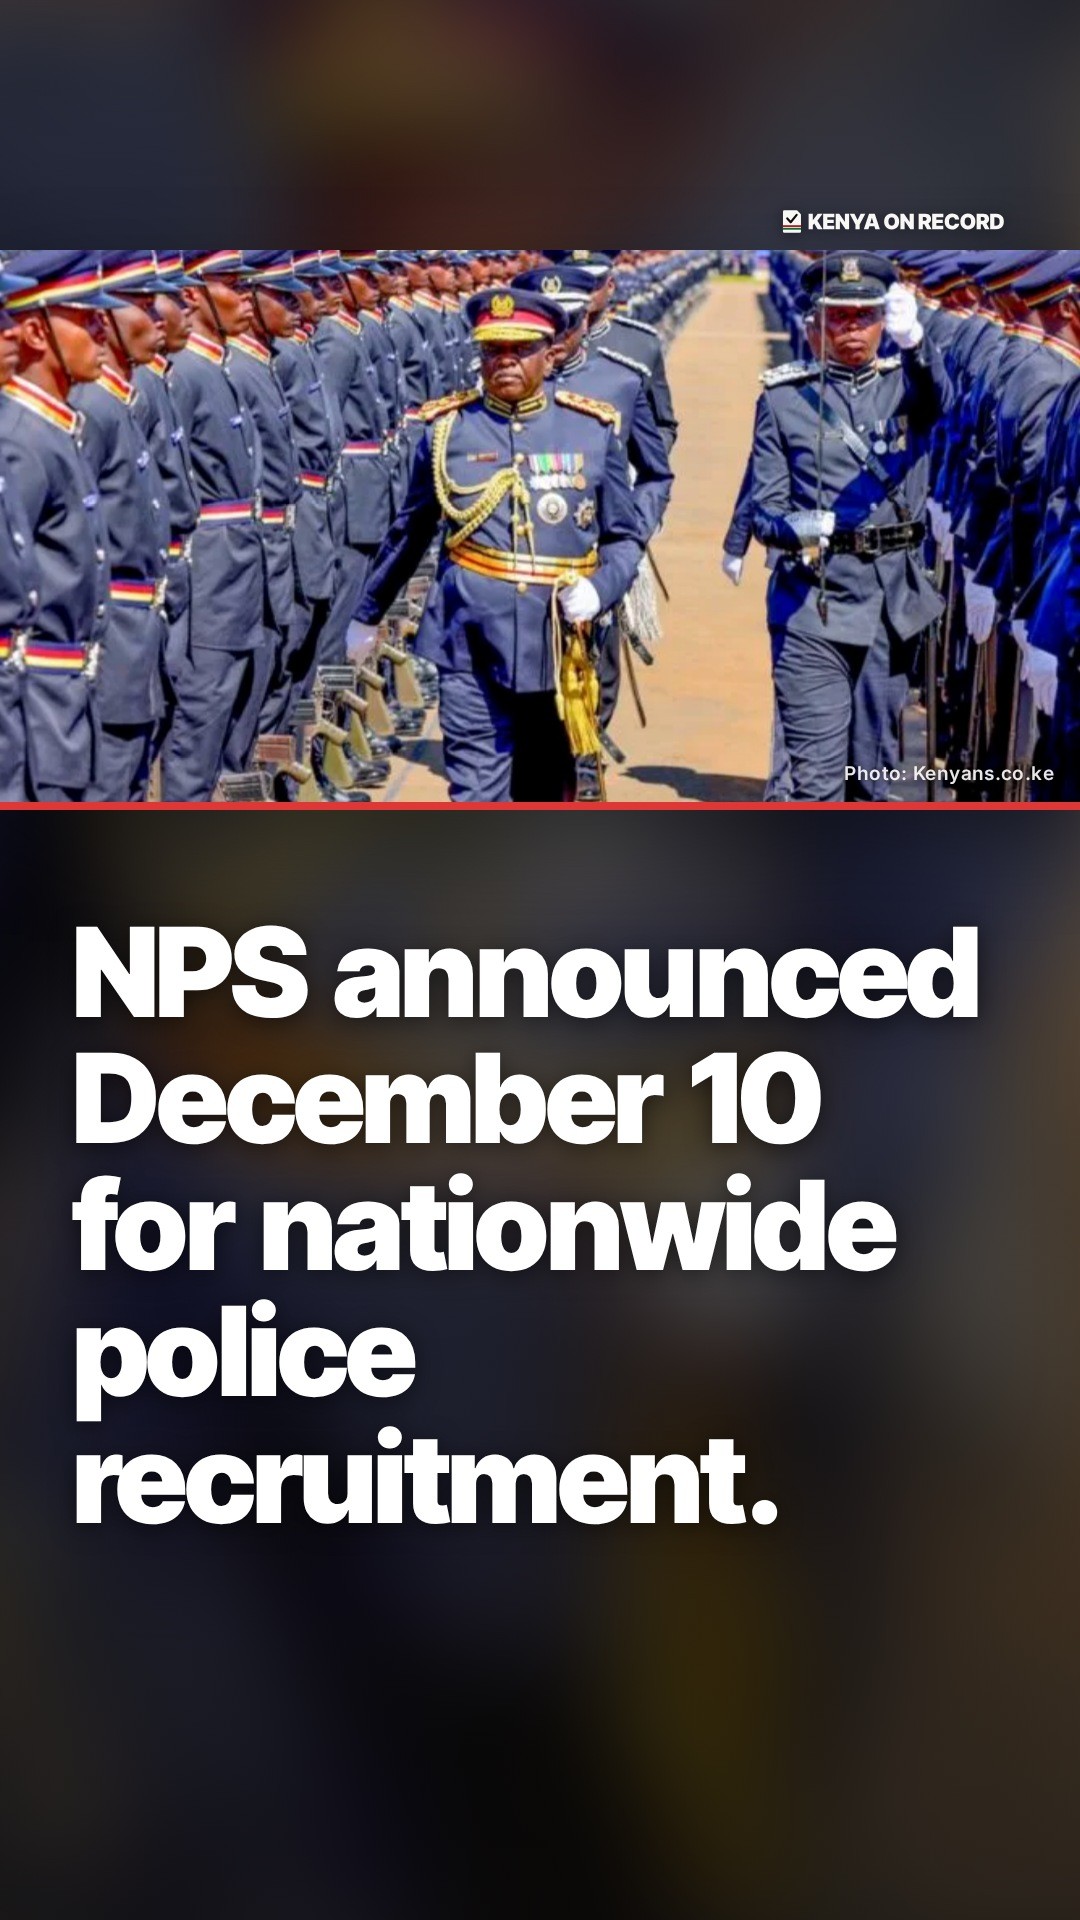 KENYA ON RECORD
Photo: Kenyans.co.ke
NPS announced
December 10
for nationwide
police
recruitment.